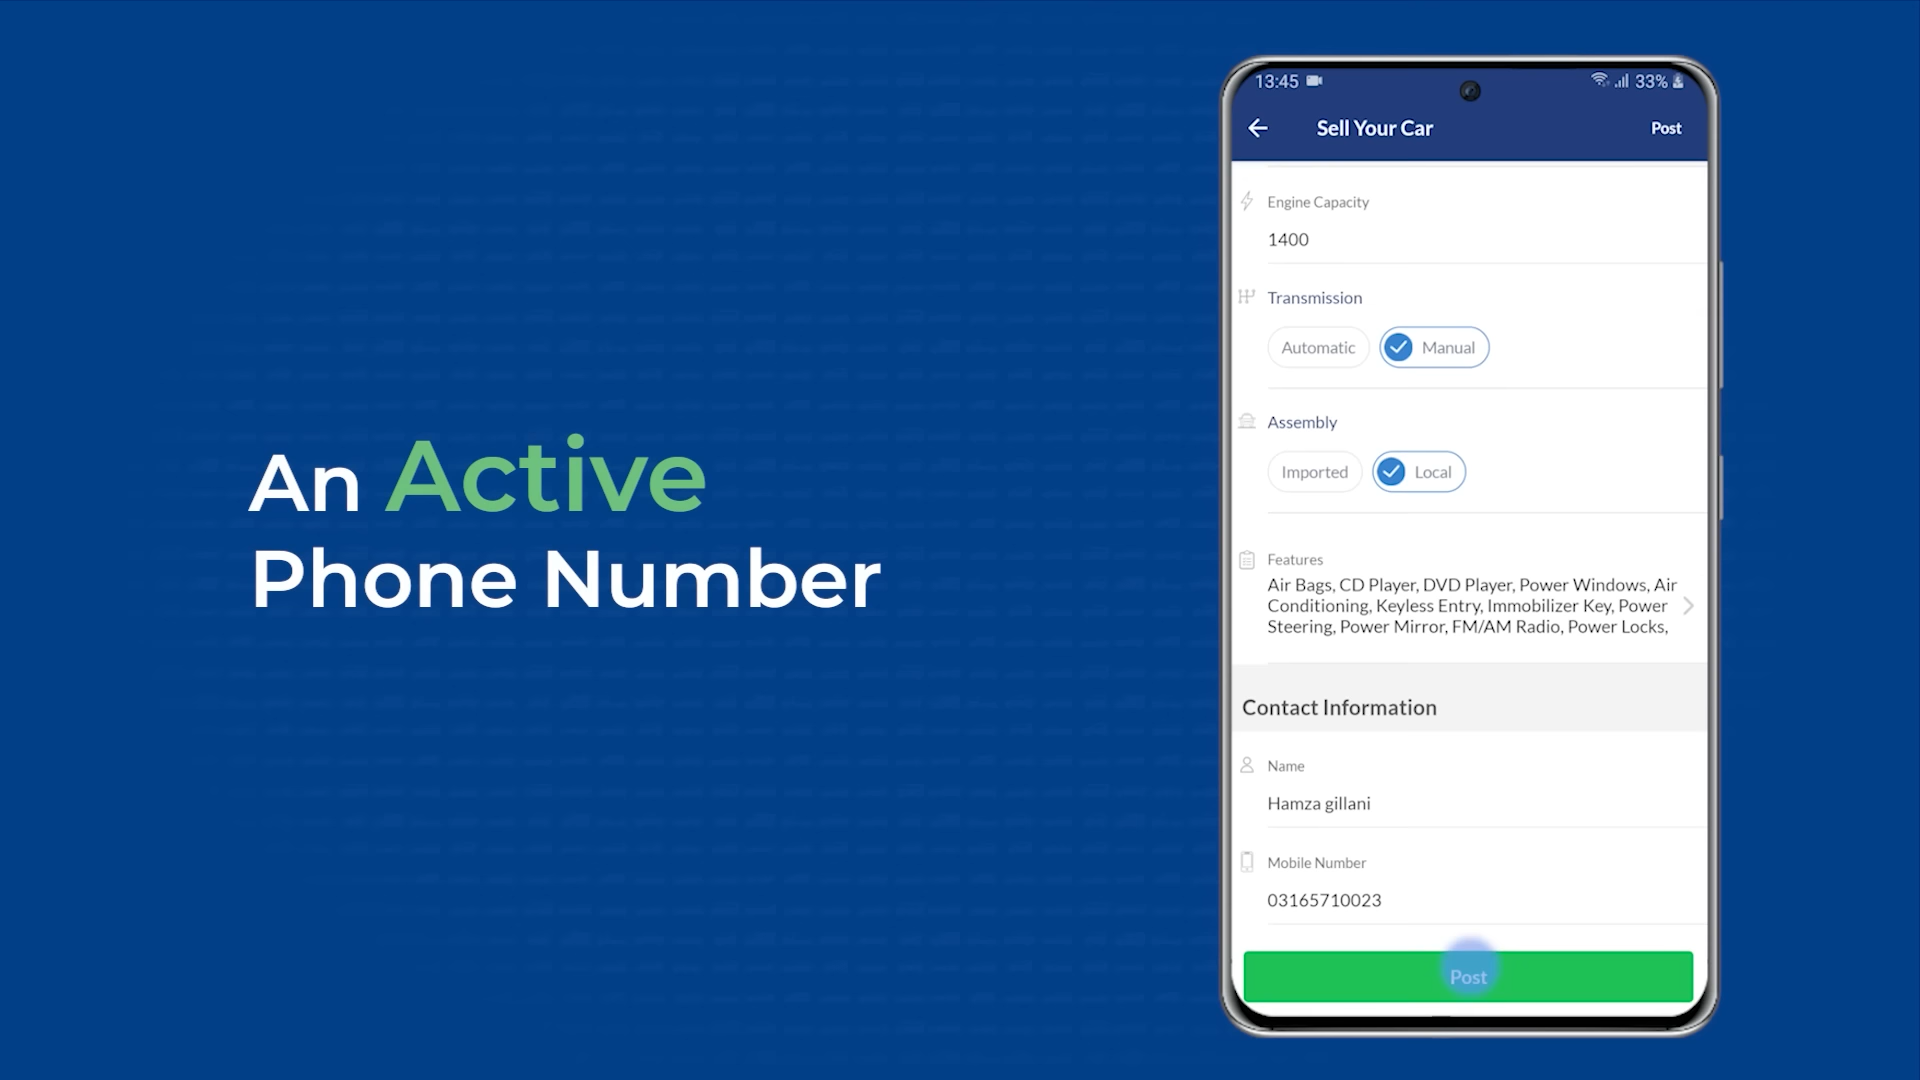 An Active
Phone Number
13:45
33%
Sell Your Car
Post
Engine Capacity
1400
Transmission
Automatic
Manual
Assembly
Imported
Local
Features
Air Bags, CD Player, DVD Player, Power Windows, Air
Conditioning, Keyless Entry, Immobilizer Key, Power
Steering, Power Mirror, FM/AM Radio, Power Locks,
Contact Information
Name
Hamza gillani
Mobile Number
03165710023
Post